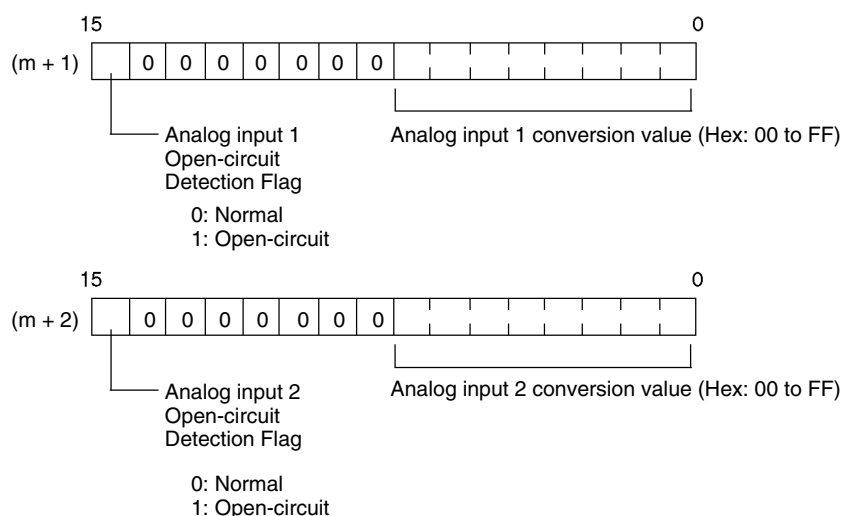 15 0
(m + 1) 0 0 0 0 0 0 0
Analog input 1
Open-circuit
Detection Flag
0: Normal
1: Open-circuit
Analog input 1 conversion value (Hex: 00 to FF)
15 0
(m + 2) 0 0 0 0 0 0 0
Analog input 2
Open-circuit
Detection Flag
0: Normal
1: Open-circuit
Analog input 2 conversion value (Hex: 00 to FF)